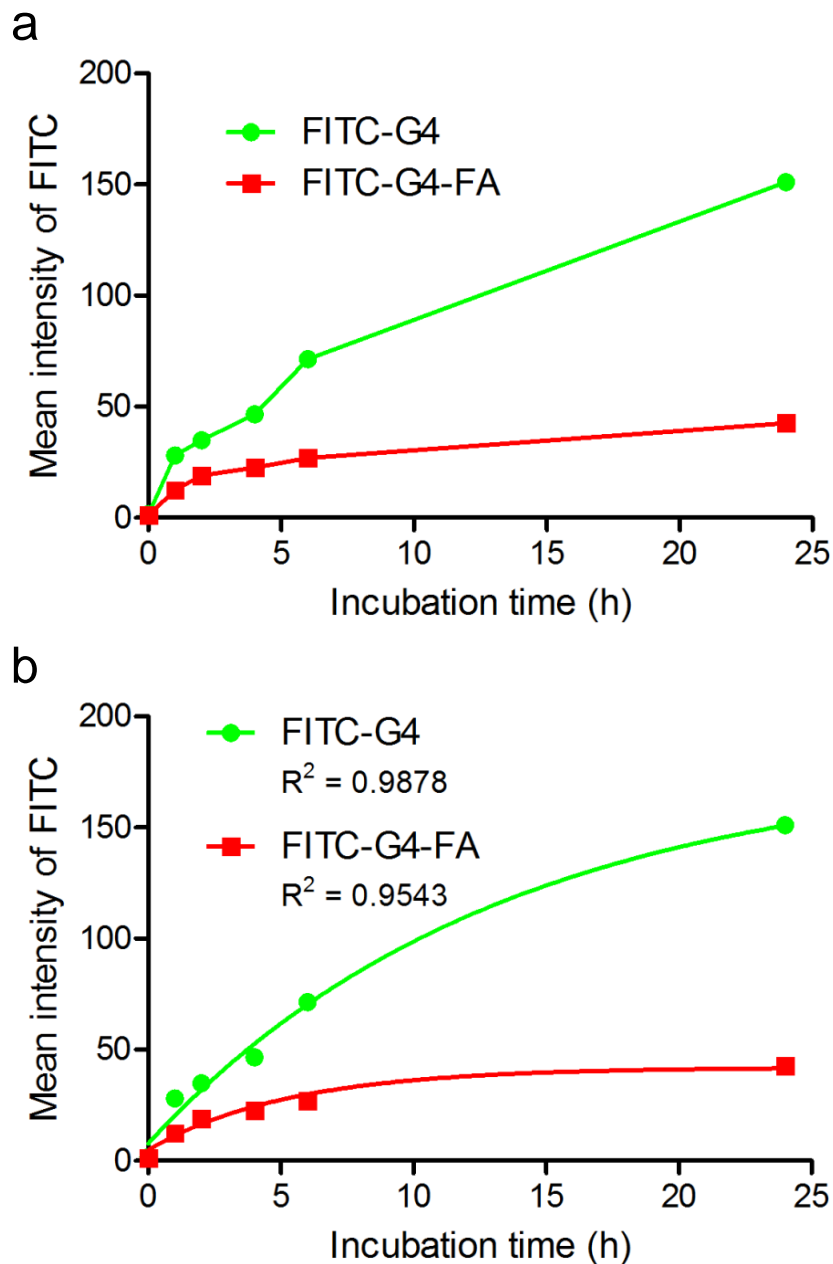 a
Mean intensity of FITC
200
150
100
50
0
FITC-G4
FITC-G4-FA
0 5 10 15 20 25
Incubation time (h)
b
Mean intensity of FITC
200
150
100
50
0
FITC-G4
R² = 0.9878
FITC-G4-FA
R² = 0.9543
0 5 10 15 20 25
Incubation time (h)